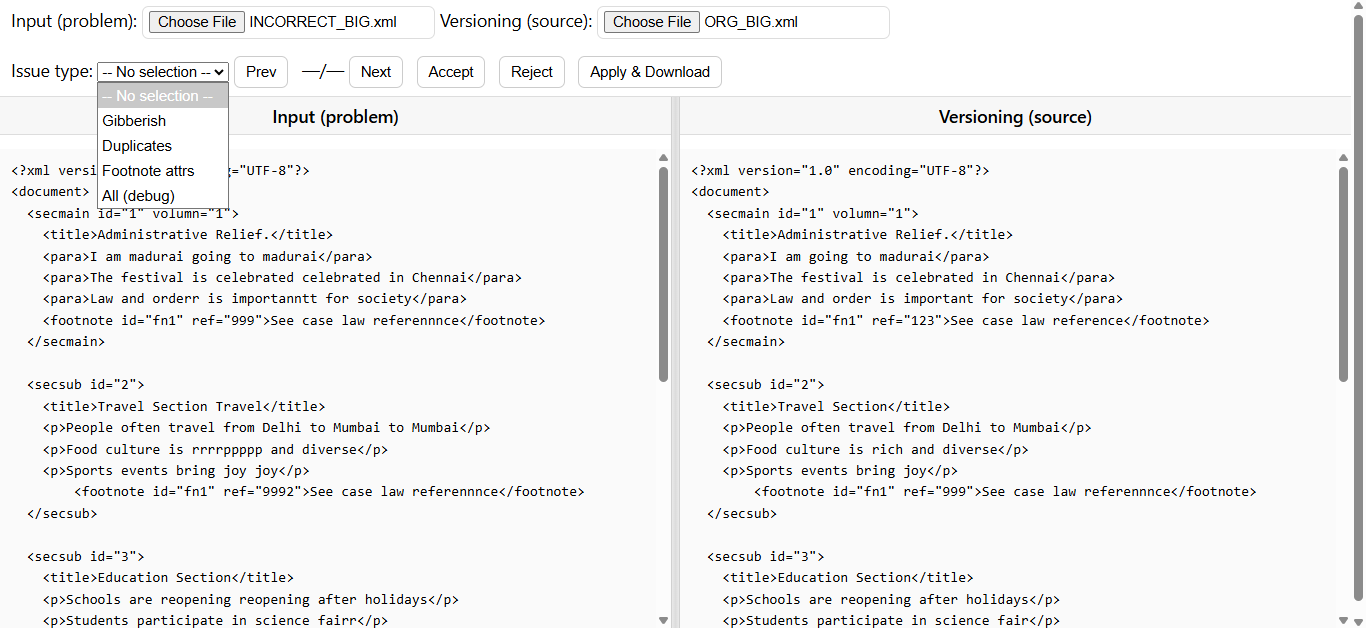 Input (problem): Choose File INCORRECT_BIG.xml Versioning (source): Choose File ORG_BIG.xml
Issue type: -- No selection -- Prev —/— Next Accept Reject Apply & Download
-- No selection --
Gibberish
Duplicates
Footnote attrs
All (debug)
Input (problem)
<?xml versi g="UTF-8"?>
<document>
<secmain id="1" volumn="1">
<title>Administrative Relief.</title>
<para>I am madurai going to madurai</para>
<para>The festival is celebrated celebrated in Chennai</para>
<para>Law and orderr is importanntt for society</para>
<footnote id="fn1" ref="999">See case law referennnce</footnote>
</secmain>
<secsub id="2">
<title>Travel Section Travel</title>
<p>People often travel from Delhi to Mumbai to Mumbai</p>
<p>Food culture is rrrrppppp and diverse</p>
<p>Sports events bring joy joy</p>
<footnote id="fn1" ref="9992">See case law referennnce</footnote>
</secsub>
<secsub id="3">
<title>Education Section</title>
<p>Schools are reopening reopening after holidays</p>
<p>Students participate in science fairr</p>
Versioning (source)
<?xml version="1.0" encoding="UTF-8"?>
<document>
<secmain id="1" volumn="1">
<title>Administrative Relief.</title>
<para>I am going to madurai</para>
<para>The festival is celebrated in Chennai</para>
<para>Law and order is important for society</para>
<footnote id="fn1" ref="123">See case law reference</footnote>
</secmain>
<secsub id="2">
<title>Travel Section</title>
<p>People often travel from Delhi to Mumbai</p>
<p>Food culture is rich and diverse</p>
<p>Sports events bring joy</p>
<footnote id="fn1" ref="999">See case law referennnce</footnote>
</secsub>
<secsub id="3">
<title>Education Section</title>
<p>Schools are reopening after holidays</p>
<p>Students participate in science fair</p>